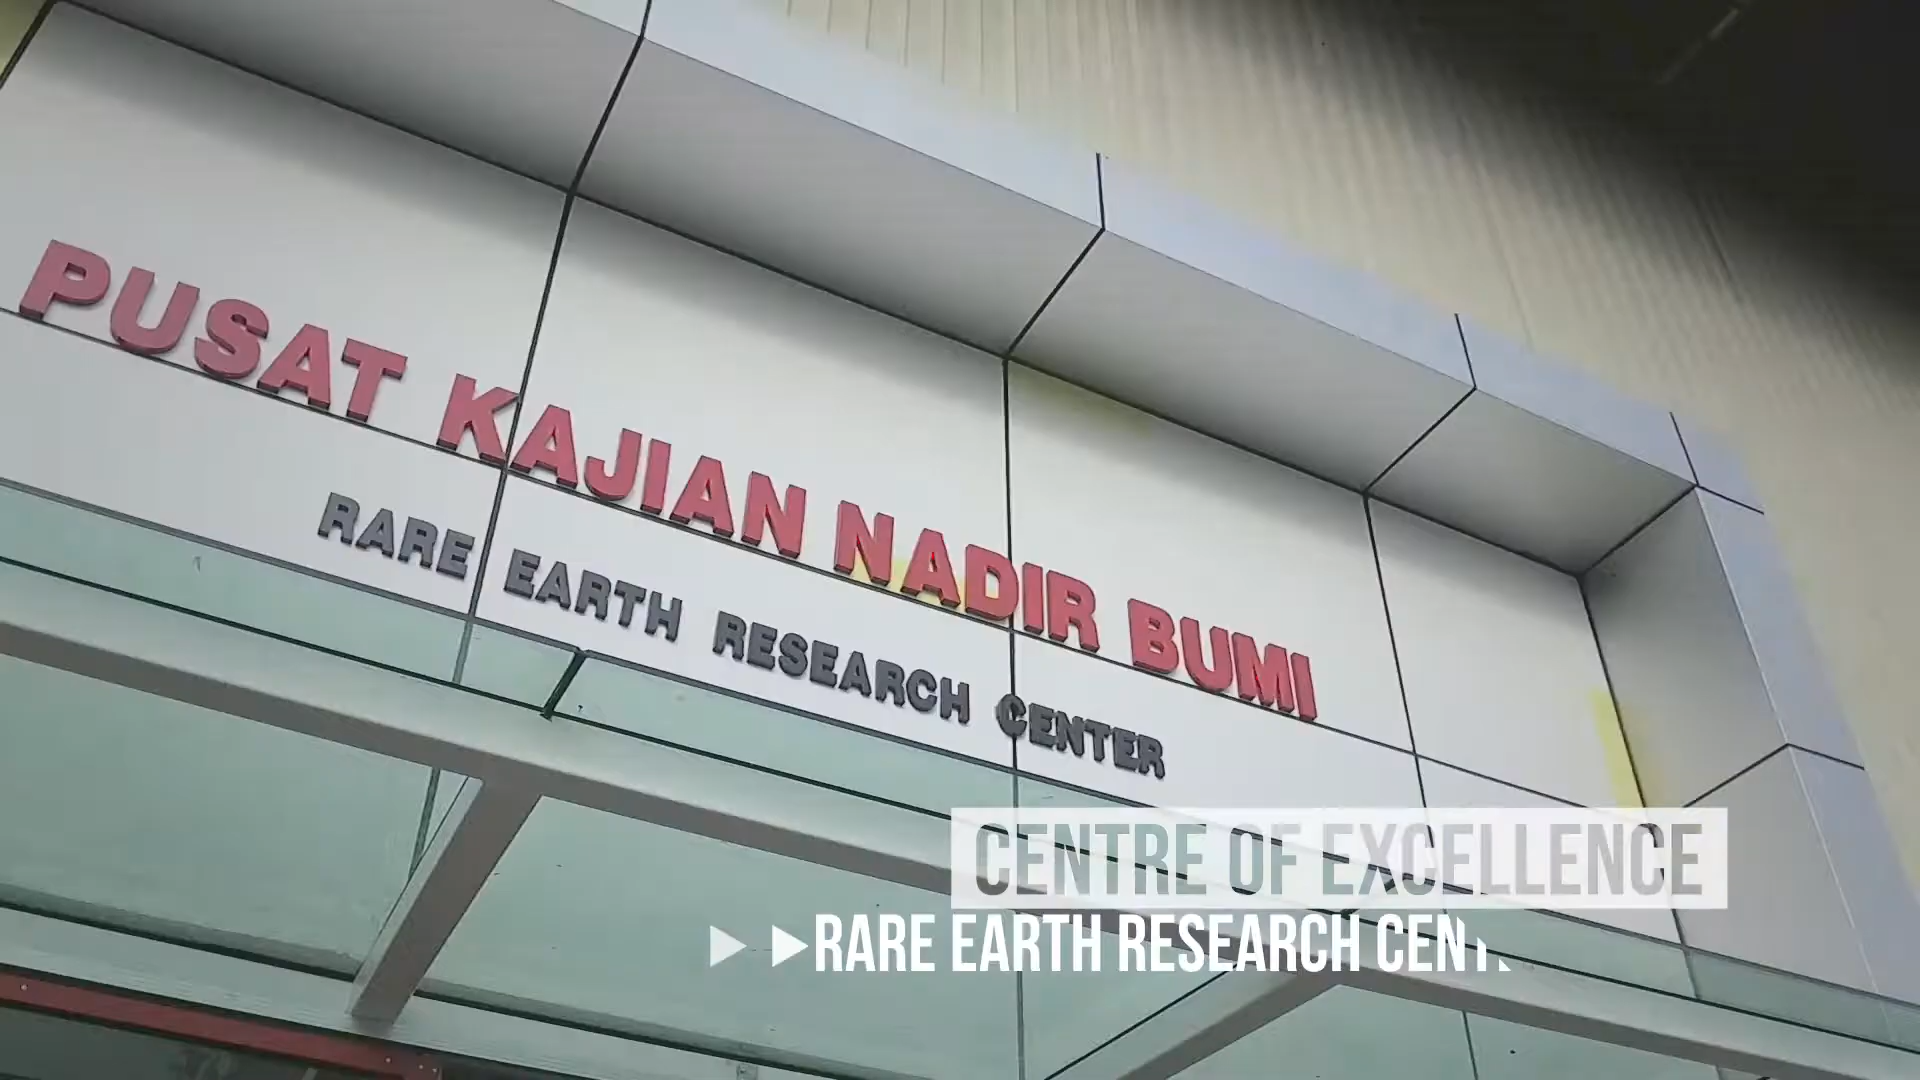 PUSAT KAJIAN NADIR BUMI
RARE EARTH RESEARCH CENTER
CENTRE OF EXCELLENCE
RARE EARTH RESEARCH